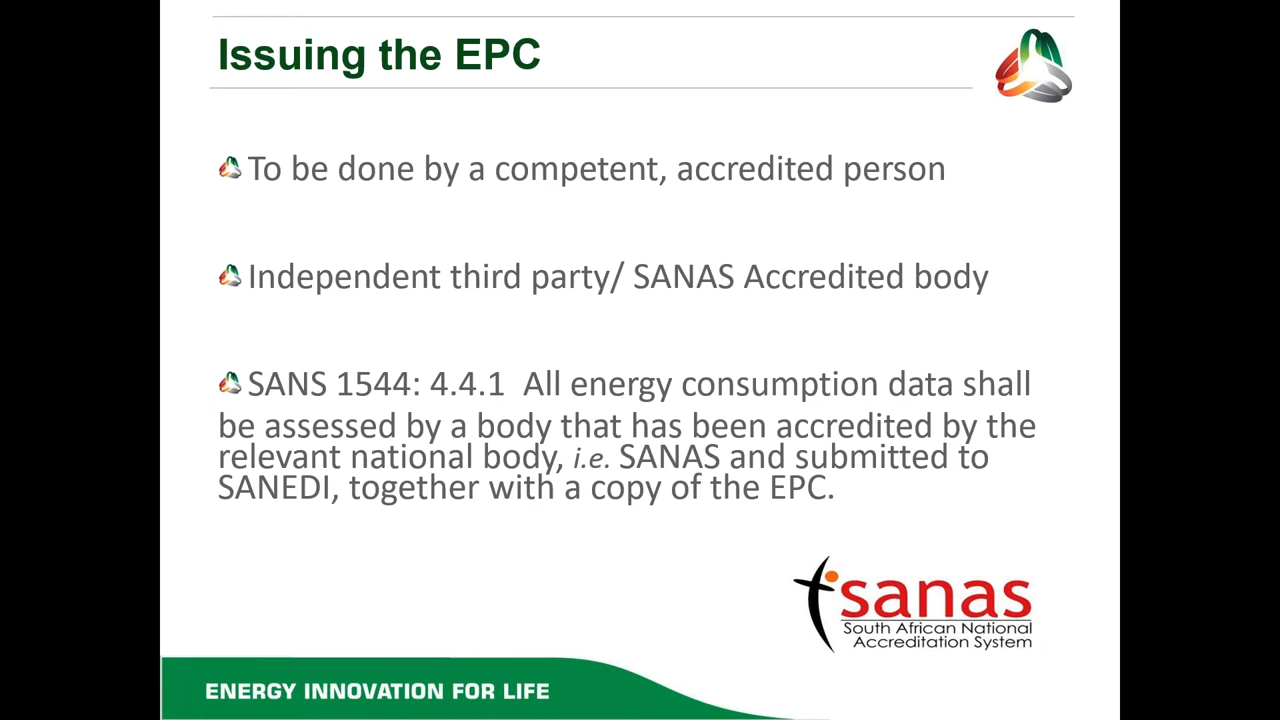 Issuing the EPC
To be done by a competent, accredited person
Independent third party/ SANAS Accredited body
SANS 1544: 4.4.1  All energy consumption data shall
be assessed by a body that has been accredited by the
relevant national body, i.e. SANAS and submitted to
SANEDI, together with a copy of the EPC.
sanas
South African National
Accreditation System
ENERGY INNOVATION FOR LIFE